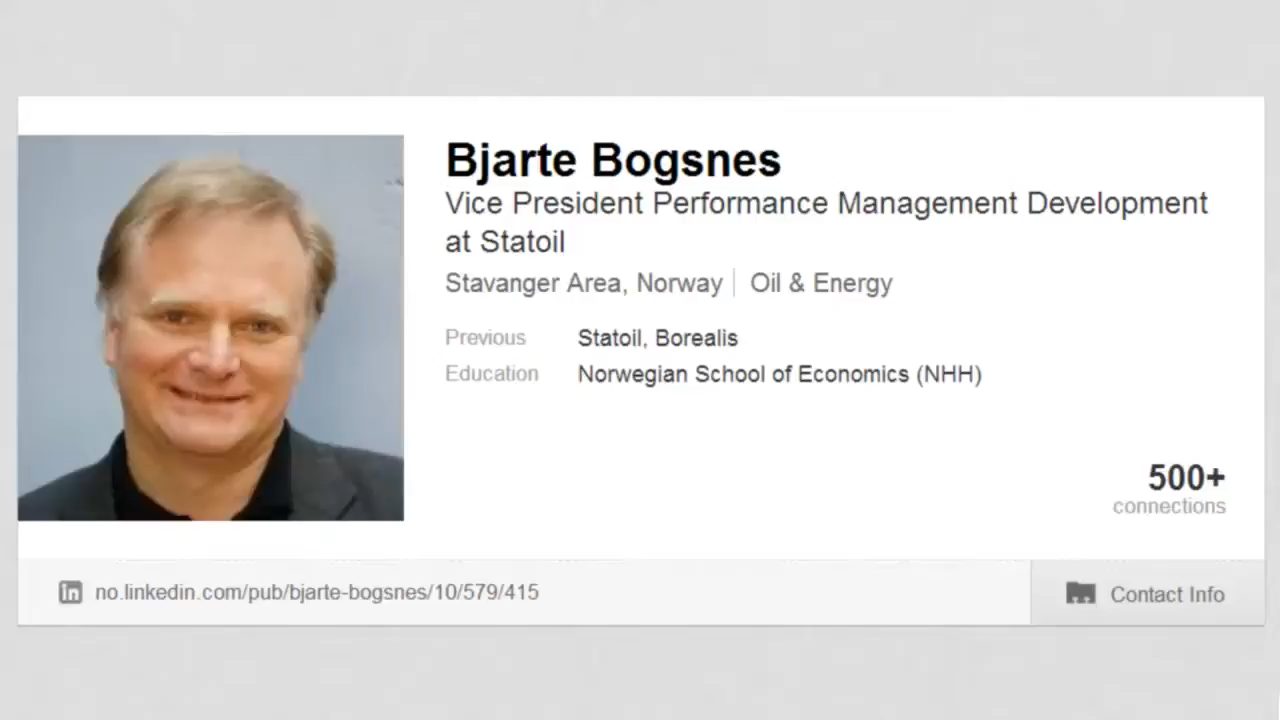 Bjarte Bogsnes
Vice President Performance Management Development
at Statoil
Stavanger Area, Norway | Oil & Energy
Previous Statoil, Borealis
Education Norwegian School of Economics (NHH)
500+
connections
in no.linkedin.com/pub/bjarte-bogsnes/10/579/415
Contact Info